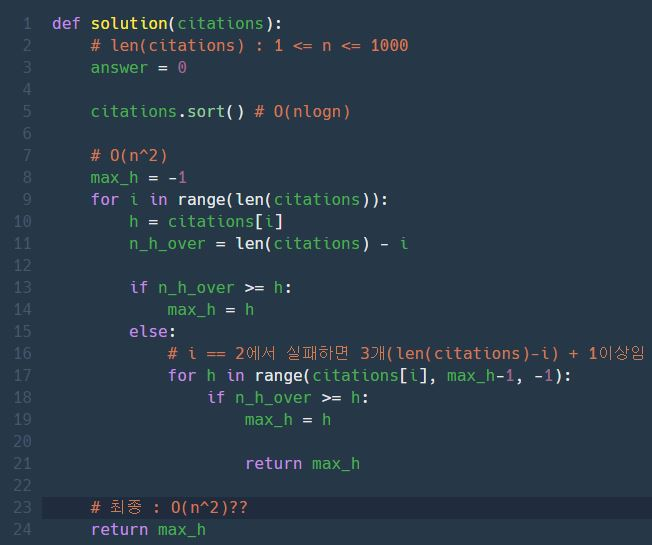 1 def solution(citations):
2     # len(citations) : 1 <= n <= 1000
3     answer = 0
4
5     citations.sort() # O(nlogn)
6
7     # O(n^2)
8     max_h = -1
9     for i in range(len(citations)):
10         h = citations[i]
11         n_h_over = len(citations) - i
12
13         if n_h_over >= h:
14             max_h = h
15         else:
16             # i == 2에서 실패하면 3개(len(citations)-i) + 1이상임
17             for h in range(citations[i], max_h-1, -1):
18                 if n_h_over >= h:
19                     max_h = h
20
21                     return max_h
22
23     # 최종 : O(n^2)??
24     return max_h